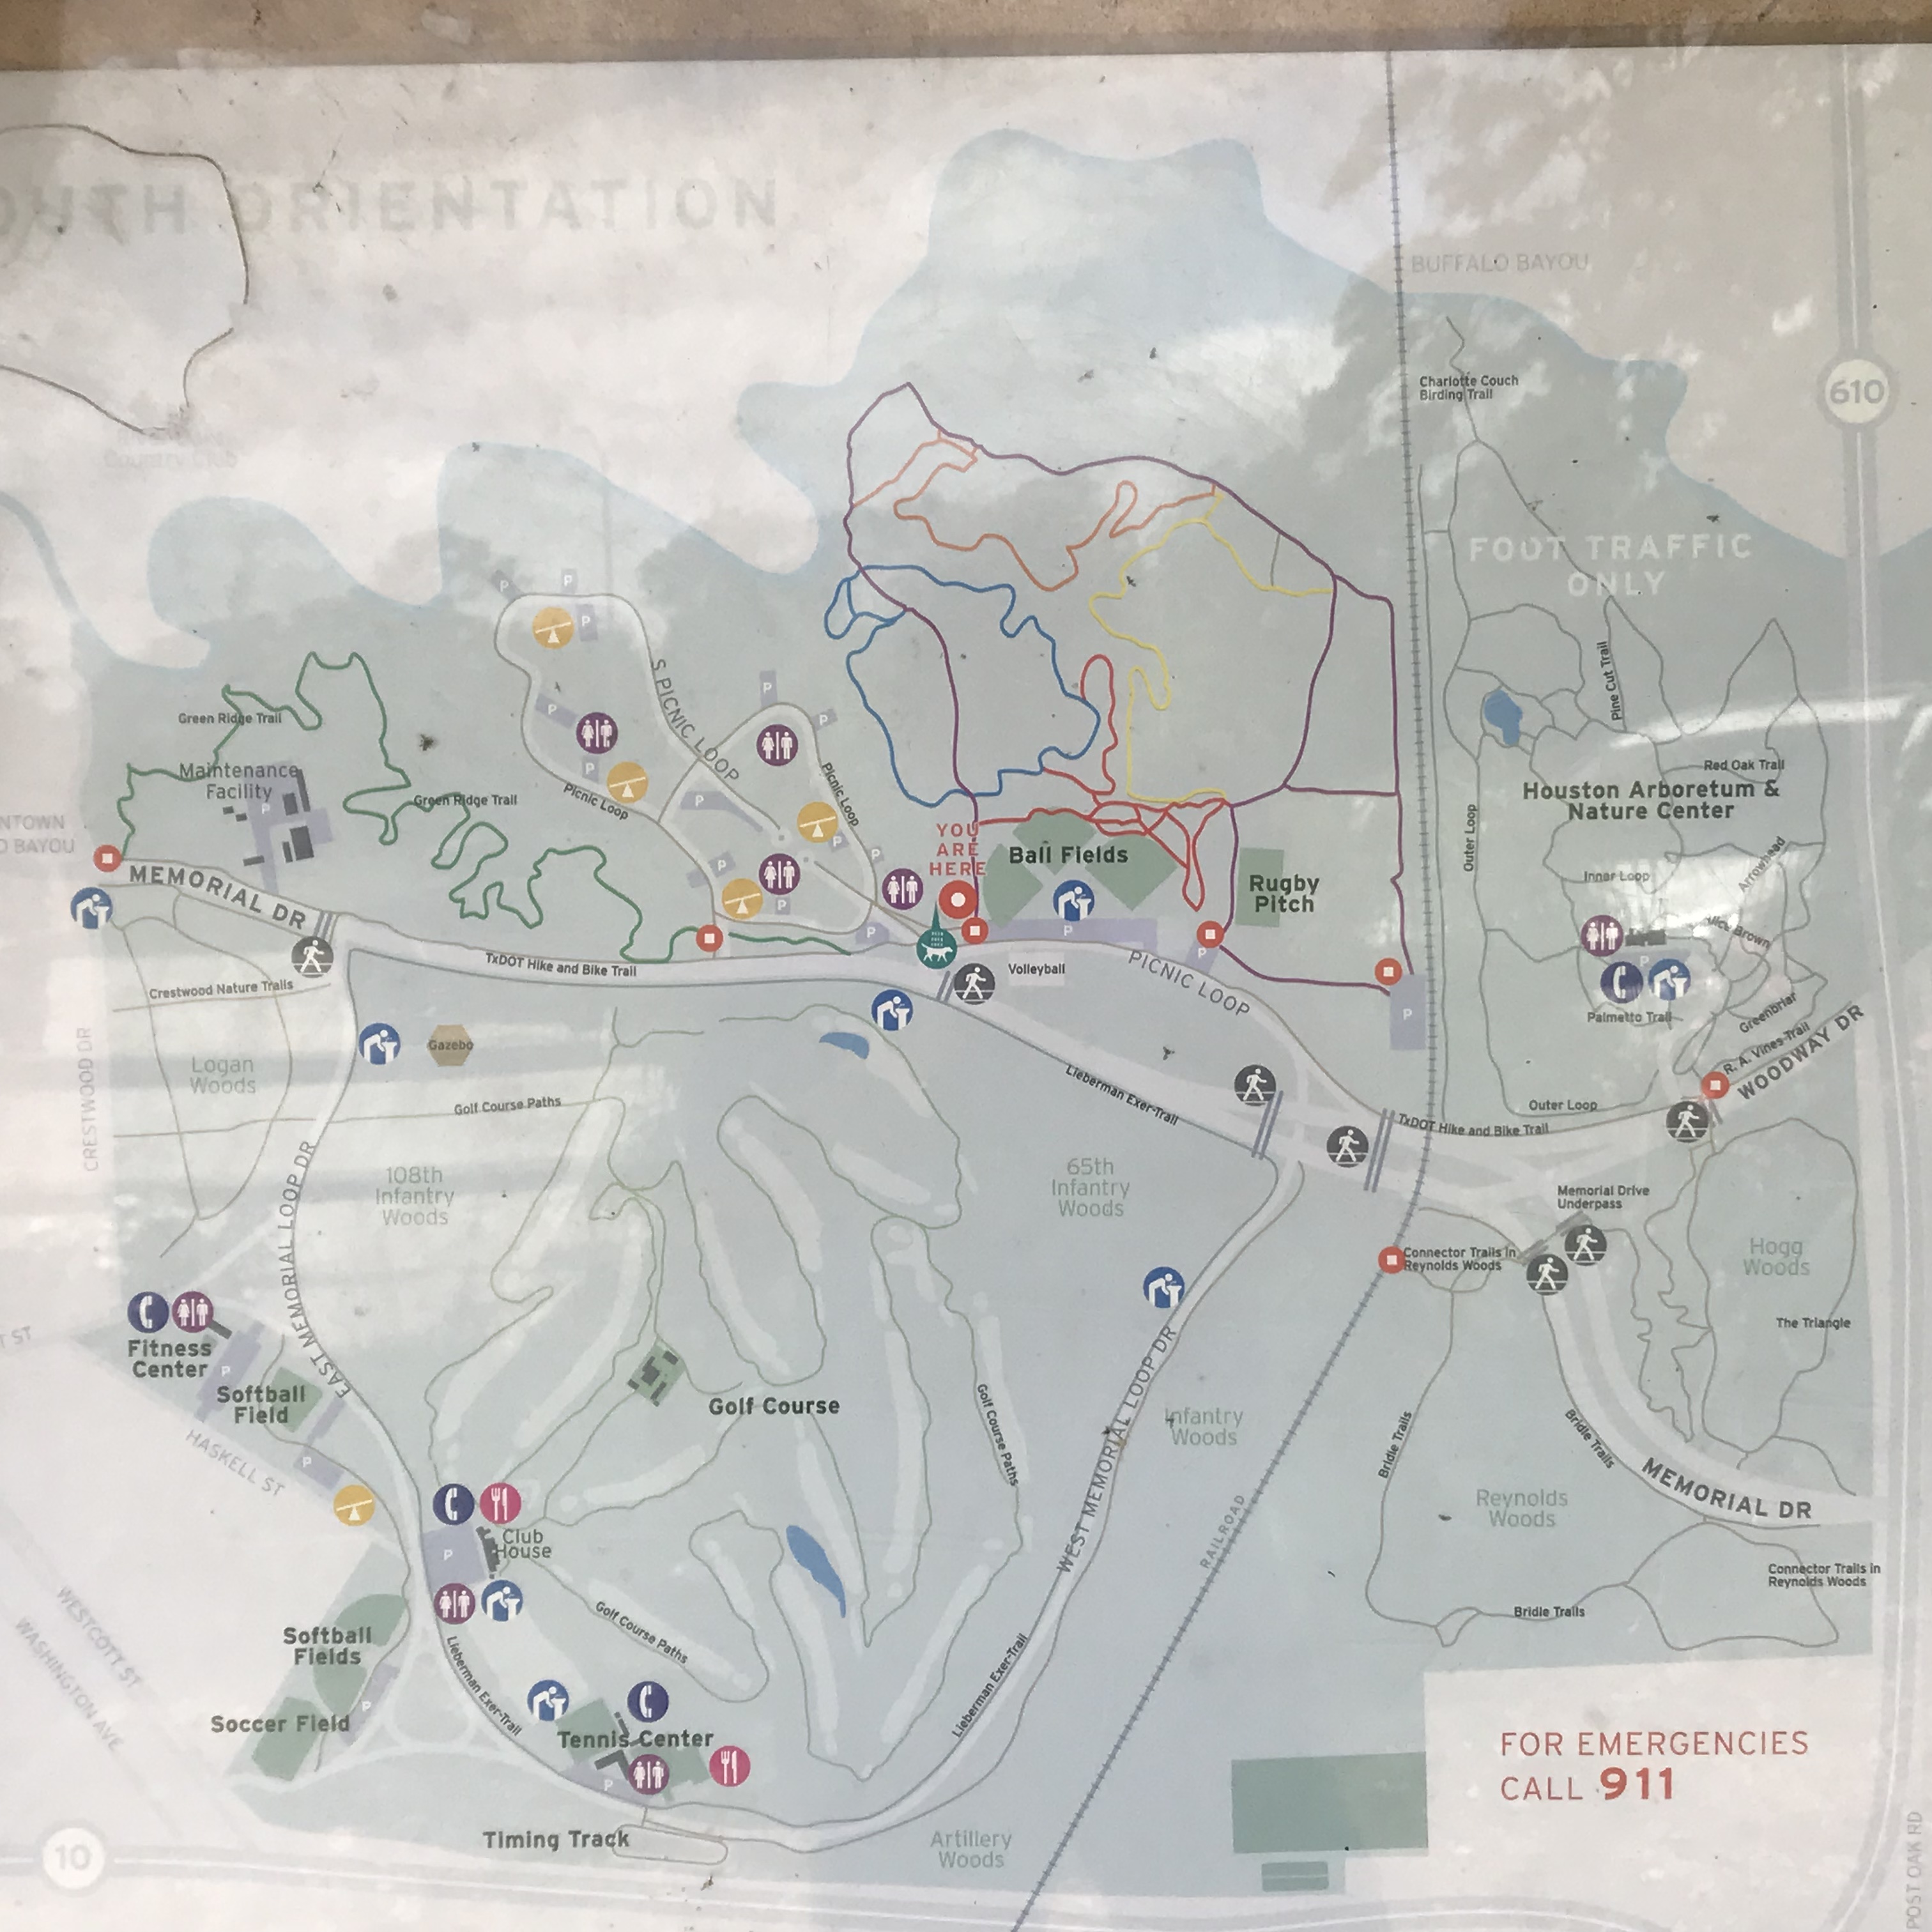 OUTH ORIENTATION
BUFFALO BAYOU
610
Charlotte Couch
Birding Trail
Country Club
FOOT TRAFFIC
ONLY
P
P
P
S PICNIC LOOP
P
P
P
P
P
P
P
P
P
P
Pine Cut Trail
Green Ridge Trail
Maintenance
Facility
P
Green Ridge Trail
Picnic Loop
Picnic Loop
Red Oak Trail
Houston Arboretum &
Nature Center
Outer Loop
NTOWN
O BAYOU
YOU
ARE
HERE
Ball Fields
Rugby
Pitch
Inner Loop
Arrowhead
Alice Brown
MEMORIAL DR
TxDOT Hike and Bike Trail
Volleyball
PICNIC LOOP
Palmetto Trail
Greenbriar
R. A. Vines Trail
WOODWAY DR
Crestwood Nature Trails
CRESTWOOD DR
Logan
Woods
Gazebo
Golf Course Paths
Lieberman Exer-Trail
Outer Loop
TxDOT Hike and Bike Trail
108th
Infantry
Woods
65th
Infantry
Woods
Memorial Drive
Underpass
Connector Trails in
Reynolds Woods
Hogg
Woods
The Triangle
EAST MEMORIAL LOOP DR
T ST
Fitness
Center
P
Softball
Field
HASKELL ST
P
Golf Course
Golf Course Paths
WEST MEMORIAL LOOP DR
Infantry
Woods
Bridle Trails
Bridle Trails
MEMORIAL DR
Reynolds
Woods
RAILROAD
Club
House
P
Connector Trails in
Reynolds Woods
Bridle Trails
WESTCOTT ST
WASHINGTON AVE
Softball
Fields
Golf Course Paths
Lieberman Exer-Trail
Lieberman Exer-Trail
Soccer Field
P
Tennis Center
P
FOR EMERGENCIES
CALL 911
Timing Track
Artillery
Woods
10
POST OAK RD